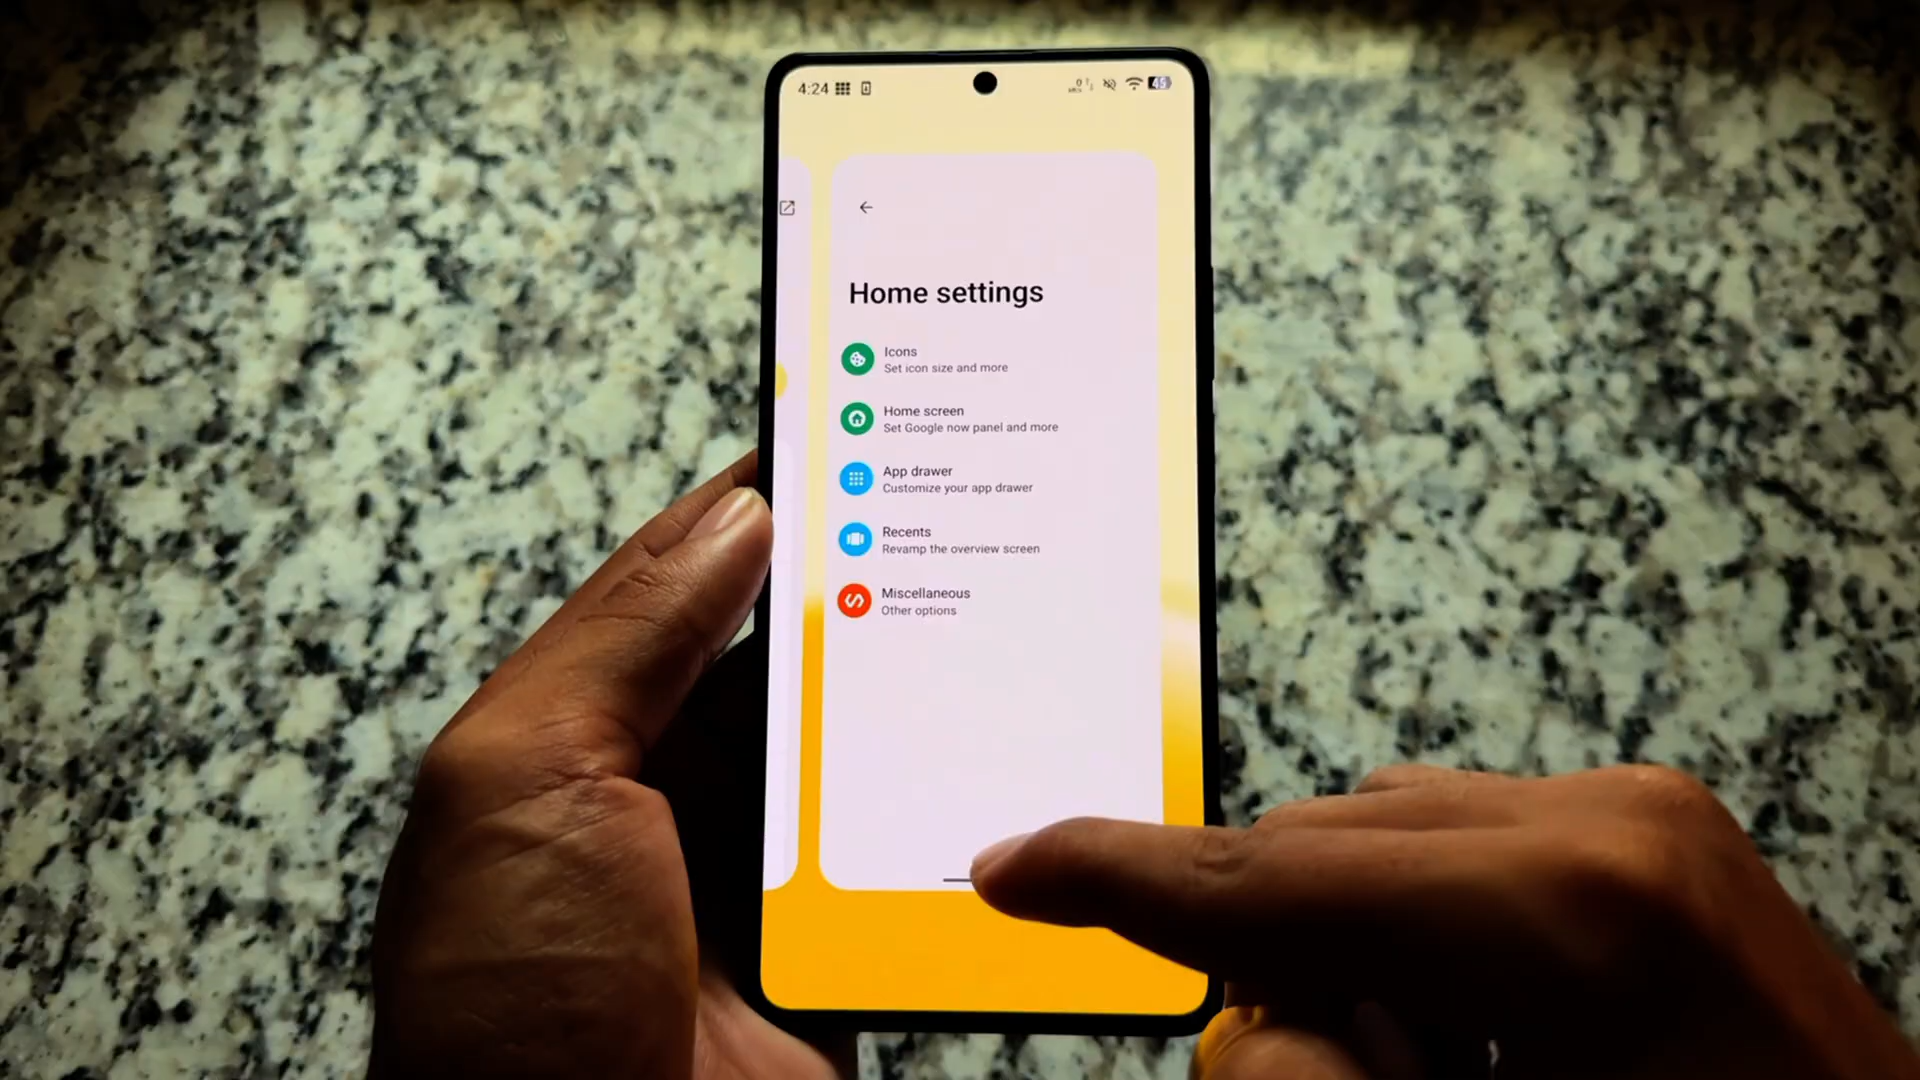 4:24
45
Home settings
Icons
Set icon size and more
Home screen
Set Google now panel and more
App drawer
Customize your app drawer
Recents
Revamp the overview screen
Miscellaneous
Other options